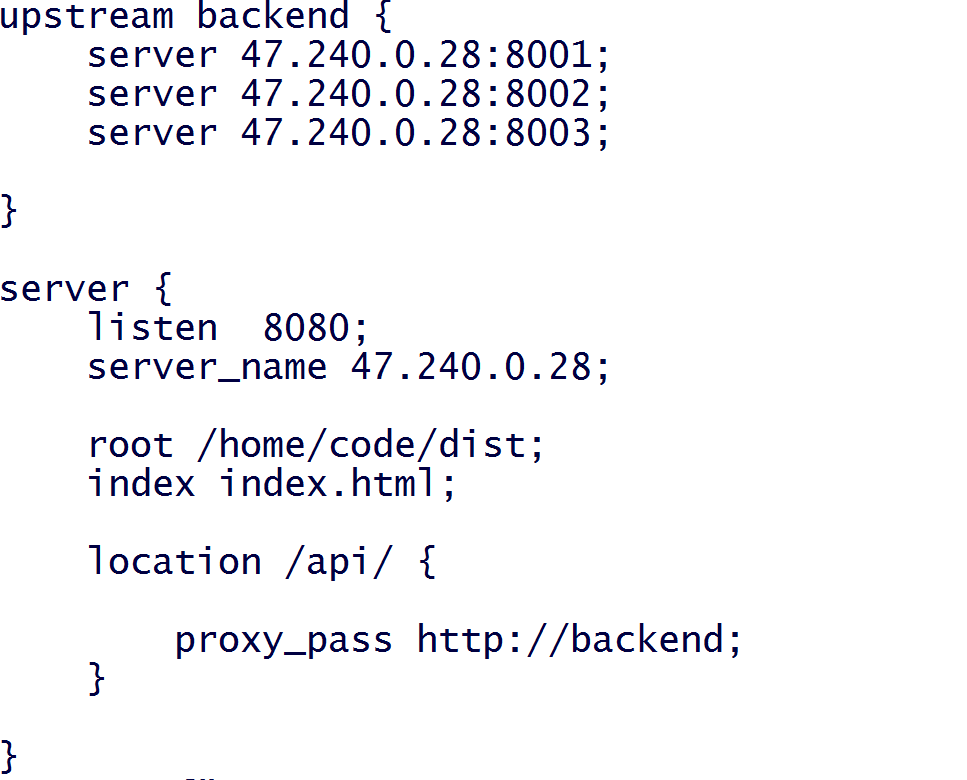 upstream backend {
    server 47.240.0.28:8001;
    server 47.240.0.28:8002;
    server 47.240.0.28:8003;

}

server {
    listen  8080;
    server_name 47.240.0.28;

    root /home/code/dist;
    index index.html;

    location /api/ {

        proxy_pass http://backend;
    }

}